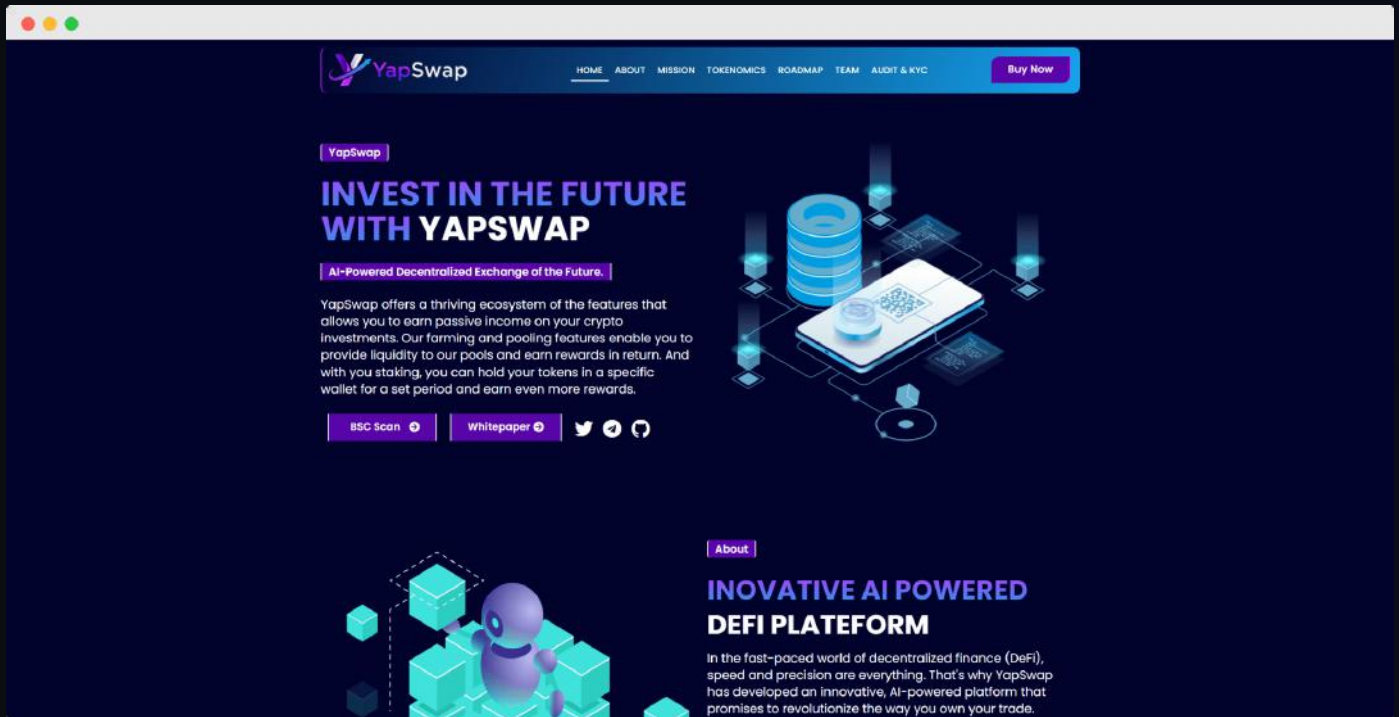 YapSwap
HOME ABOUT MISSION TOKENOMICS ROADMAP TEAM AUDIT & KYC
Buy Now
YapSwap
INVEST IN THE FUTURE
WITH YAPSWAP
AI-Powered Decentralized Exchange of the Future.
YapSwap offers a thriving ecosystem of the features that
allows you to earn passive income on your crypto
investments. Our farming and pooling features enable you to
provide liquidity to our pools and earn rewards in return. And
with you staking, you can hold your tokens in a specific
wallet for a set period and earn even more rewards.
BSC Scan
Whitepaper
About
INOVATIVE AI POWERED
DEFI PLATEFORM
In the fast-paced world of decentralized finance (DeFi),
speed and precision are everything. That's why YapSwap
has developed an innovative, AI-powered platform that
promises to revolutionize the way you own your trade.